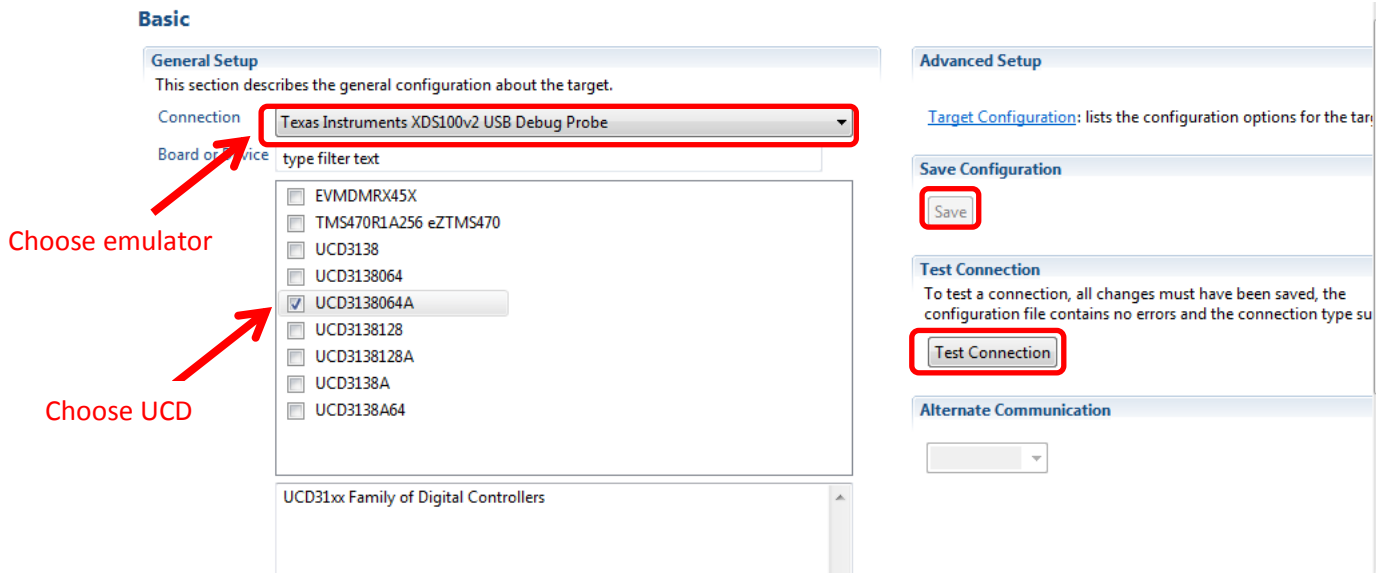 Basic
General Setup
This section describes the general configuration about the target.
Connection
Texas Instruments XDS100v2 USB Debug Probe
Board or Device
type filter text
EVMDMRX45X
TMS470R1A256 eZTMS470
UCD3138
UCD3138064
UCD3138064A
UCD3138128
UCD3138128A
UCD3138A
UCD3138A64
UCD31xx Family of Digital Controllers
Choose emulator
Choose UCD
Advanced Setup
Target Configuration: lists the configuration options for the tar
Save Configuration
Save
Test Connection
To test a connection, all changes must have been saved, the
configuration file contains no errors and the connection type su
Test Connection
Alternate Communication